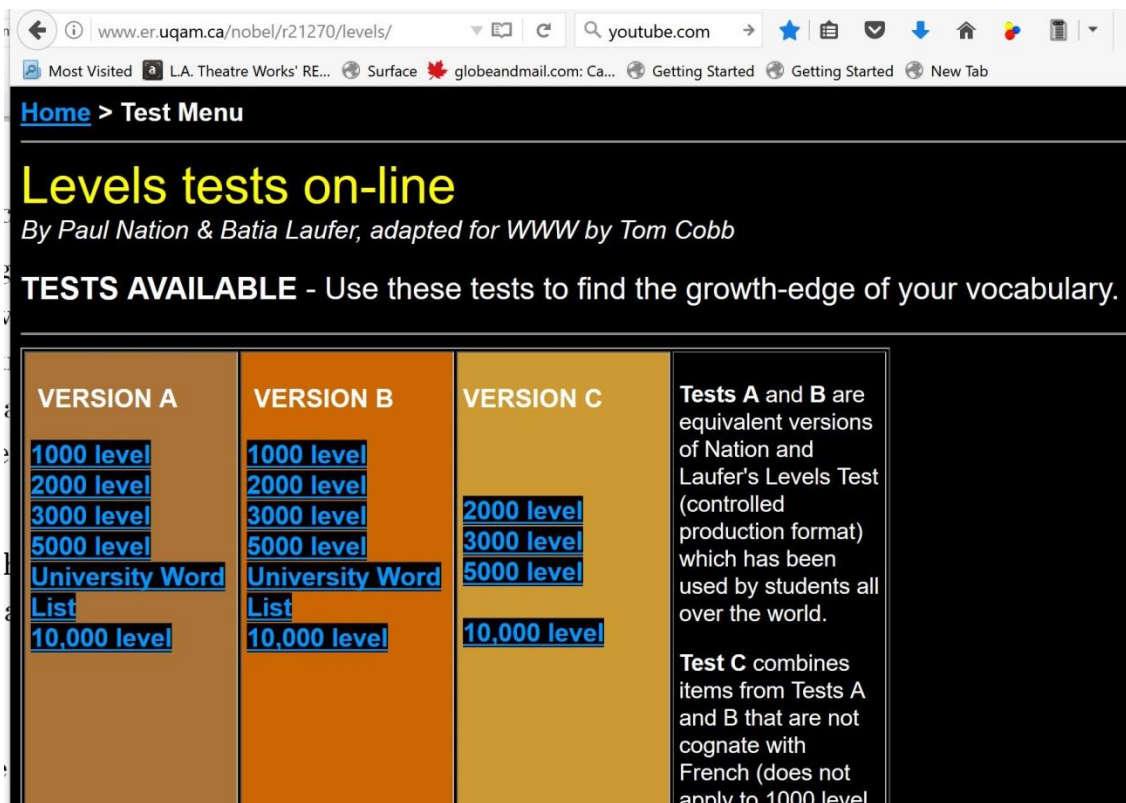 www.er.uqam.ca/nobel/r21270/levels/
youtube.com
Most Visited
L.A. Theatre Works' RE...
Surface
globeandmail.com: Ca...
Getting Started
Getting Started
New Tab
Home > Test Menu
Levels tests on-line
By Paul Nation & Batia Laufer, adapted for WWW by Tom Cobb
TESTS AVAILABLE - Use these tests to find the growth-edge of your vocabulary.
VERSION A
1000 level
2000 level
3000 level
5000 level
University Word
List
10,000 level
VERSION B
1000 level
2000 level
3000 level
5000 level
University Word
List
10,000 level
VERSION C
2000 level
3000 level
5000 level
10,000 level
Tests A and B are
equivalent versions
of Nation and
Laufer's Levels Test
(controlled
production format)
which has been
used by students all
over the world.
Test C combines
items from Tests A
and B that are not
cognate with
French (does not
apply to 1000 level